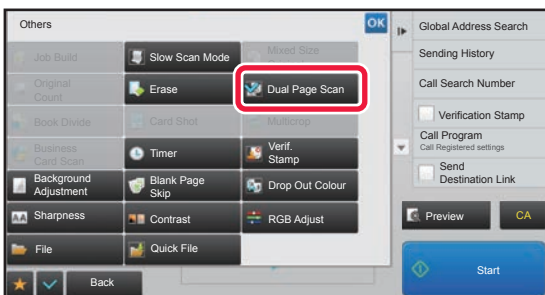 Others
OK
Job Build
Slow Scan Mode
Mixed Size
Original
Count
Erase
Dual Page Scan
Book Divide
Card Shot
Multicrop
Business
Card Scan
Timer
Verif.
Stamp
Background
Adjustment
Blank Page
Skip
Drop Out Colour
AA Sharpness
Contrast
RGB Adjust
File
Quick File
Back
Global Address Search
Sending History
Call Search Number
Verification Stamp
Call Program
Call Registered settings
Send
Destination Link
Preview
CA
Start